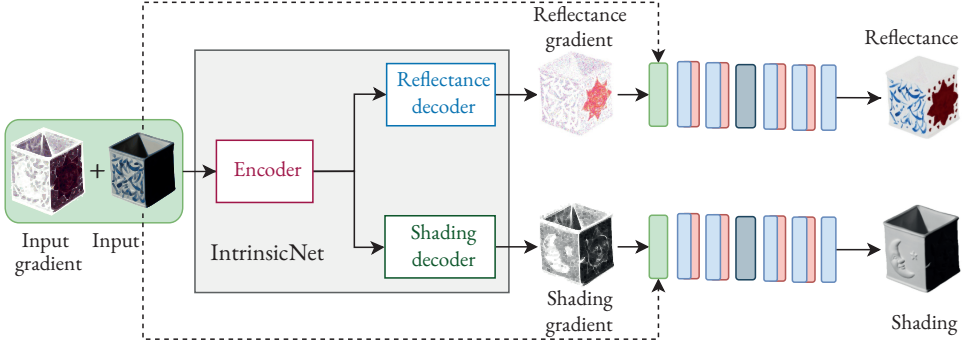 Reflectance
gradient
Reflectance
Reflectance
decoder
Encoder
+
Input
gradient
Input
IntrinsicNet
Shading
decoder
Shading
gradient
Shading